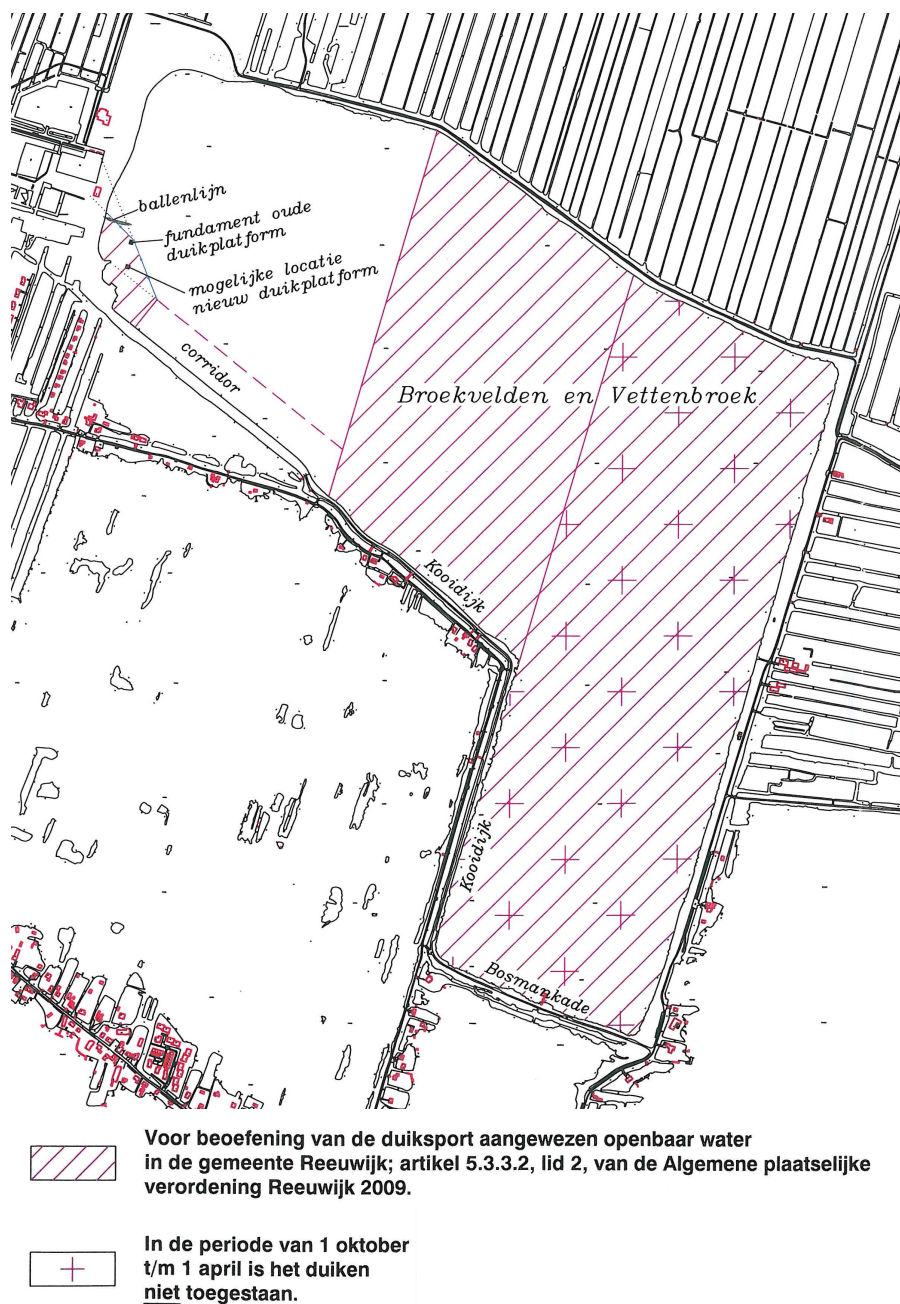 ballenlijn
fundament oude
duikplatform
mogelijke locatie
nieuw duikplatform
corridor
Broekvelden en Vettenbroek
Kooidijk
Kooidijk
Bosmankade
Voor beoefening van de duiksport aangewezen openbaar water
in de gemeente Reeuwijk; artikel 5.3.3.2, lid 2, van de Algemene plaatselijke
verordening Reeuwijk 2009.
In de periode van 1 oktober
t/m 1 april is het duiken
niet toegestaan.